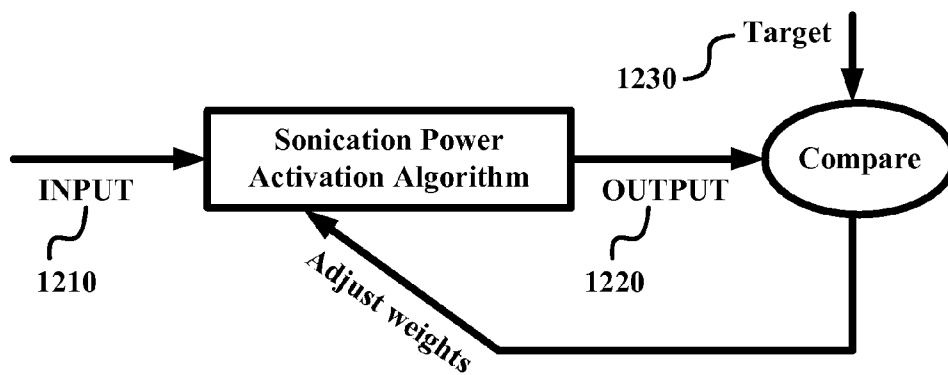 Target
1230
Sonication Power
Activation Algorithm
Compare
INPUT
OUTPUT
1210
1220
Adjust weights